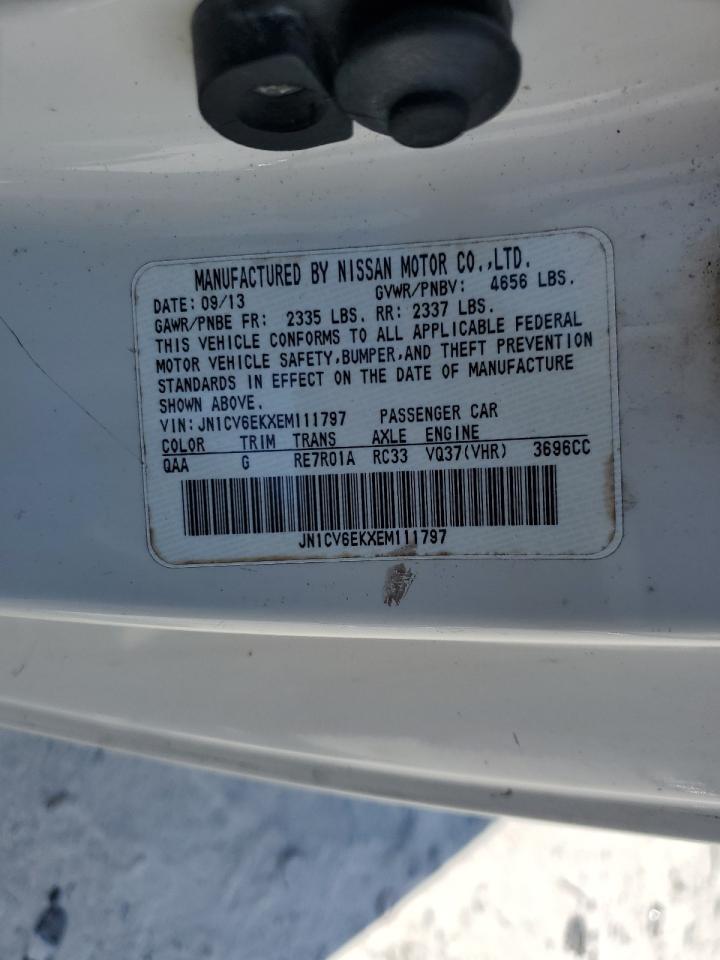 MANUFACTURED BY NISSAN MOTOR CO.,LTD.
DATE: 09/13 GVWR/PNBV: 4656 LBS.
GAWR/PNBE FR: 2335 LBS. RR: 2337 LBS.
THIS VEHICLE CONFORMS TO ALL APPLICABLE FEDERAL
MOTOR VEHICLE SAFETY,BUMPER,AND THEFT PREVENTION
STANDARDS IN EFFECT ON THE DATE OF MANUFACTURE
SHOWN ABOVE.
VIN: JN1CV6EKXEM111797 PASSENGER CAR
COLOR TRIM TRANS AXLE ENGINE
QAA G RE7R01A RC33 VQ37(VHR) 3696CC
JN1CV6EKXEM111797